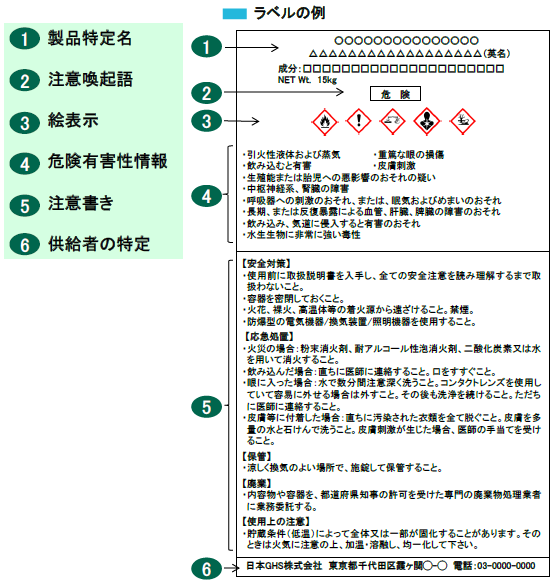 ラベルの例
1 製品特定名
2 注意喚起語
3 絵表示
4 危険有害性情報
5 注意書き
6 供給者の特定
1
○○○○○○○○○○○○○○○
△△△△△△△△△△△△△△△△△(英名)
成分:□□□□□□□□□□□□□□□□□□□□
NET Wt. 15kg
2
危 険
3
4
・引火性液体および蒸気 ・重篤な眼の損傷
・飲み込むと有害 ・皮膚刺激
・生殖能または胎児への悪影響のおそれの疑い
・中枢神経系、腎臓の障害
・呼吸器への刺激のおそれ、または、眠気およびめまいのおそれ
・長期、または反復暴露による血管、肝臓、脾臓の障害のおそれ
・飲み込み、気道に侵入すると有害のおそれ
・水生生物に非常に強い毒性
5
【安全対策】
・使用前に取扱説明書を入手し、全ての安全注意を読み理解するまで取
扱わないこと。
・容器を密閉しておくこと。
・火花、裸火、高温体等の着火源から遠ざけること。禁煙。
・防爆型の電気機器/換気装置/照明機器を使用すること。
【応急処置】
・火災の場合:粉末消火剤、耐アルコール性泡消火剤、二酸化炭素又は水
を用いて消火すること。
・飲み込んだ場合:直ちに医師に連絡すること。口をすすぐこと。
・眼に入った場合:水で数分間注意深く洗うこと。コンタクトレンズを使用し
ていて容易に外せる場合は外すこと。その後も洗浄を続けること。ただち
に医師に連絡すること。
・皮膚等に付着した場合:直ちに汚染された衣類を全て脱ぐこと。皮膚を多
量の水と石けんで洗うこと。皮膚刺激が生じた場合、医師の手当てを受け
ること。
【保管】
・涼しく換気のよい場所で、施錠して保管すること。
【廃棄】
・内容物や容器を、都道府県知事の許可を受けた専門の廃棄物処理業者
に業務委託する。
【使用上の注意】
・貯蔵条件(低温)によって全体又は一部が固化することがあります。その
ときは火気に注意の上、加温・溶融し、均一化して下さい。
6
日本GHS株式会社 東京都千代田区霞ヶ関○-○ 電話:03-0000-0000